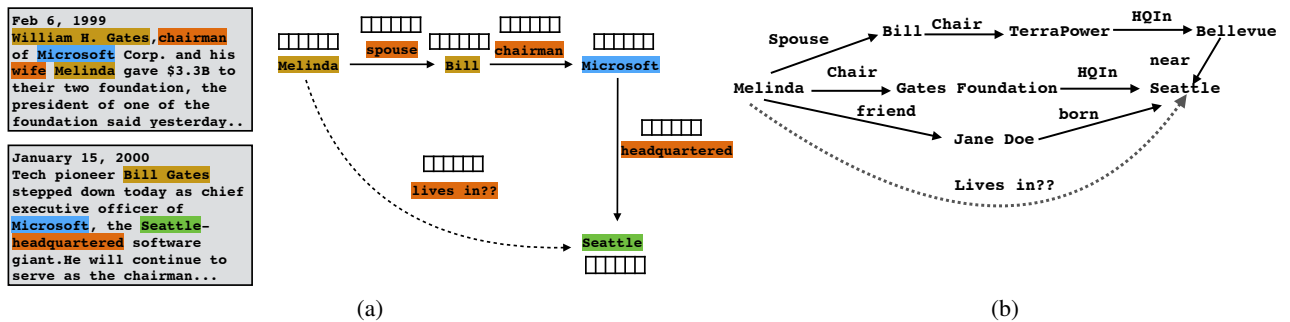 Feb 6, 1999
William H. Gates,chairman
of Microsoft Corp. and his
wife Melinda gave $3.3B to
their two foundation, the
president of one of the
foundation said yesterday..
January 15, 2000
Tech pioneer Bill Gates
stepped down today as chief
executive officer of
Microsoft, the Seattle-
headquartered software
giant.He will continue to
serve as the chairman...
spouse
chairman
Melinda
Bill
Microsoft
headquartered
lives in??
Seattle
(a)
HQIn
Chair
Bill
TerraPower
Bellevue
Spouse
near
Chair
HQIn
Melinda
Gates Foundation
Seattle
friend
born
Jane Doe
Lives in??
(b)